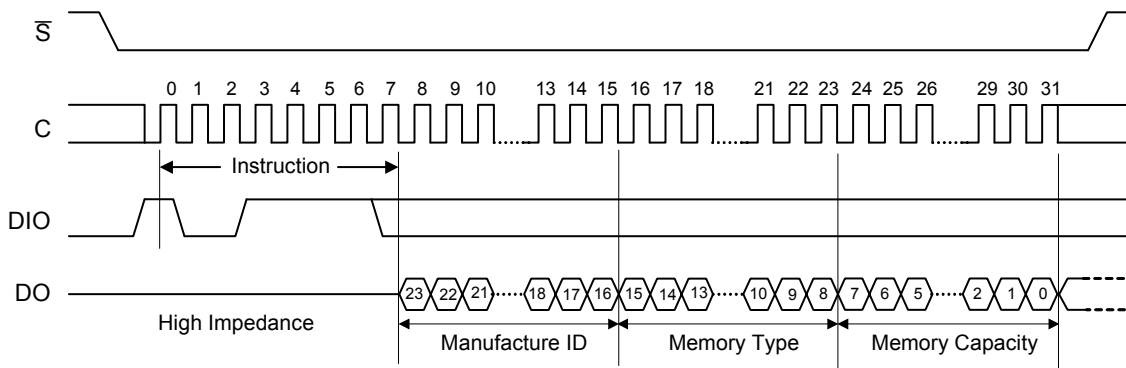 S
0 1 2 3 4 5 6 7 8 9 10 13 14 15 16 17 18 21 22 23 24 25 26 29 30 31
C
Instruction
DIO
DO
23 22 21 18 17 16 15 14 13 10 9 8 7 6 5 2 1 0
High Impedance
Manufacture ID Memory Type Memory Capacity